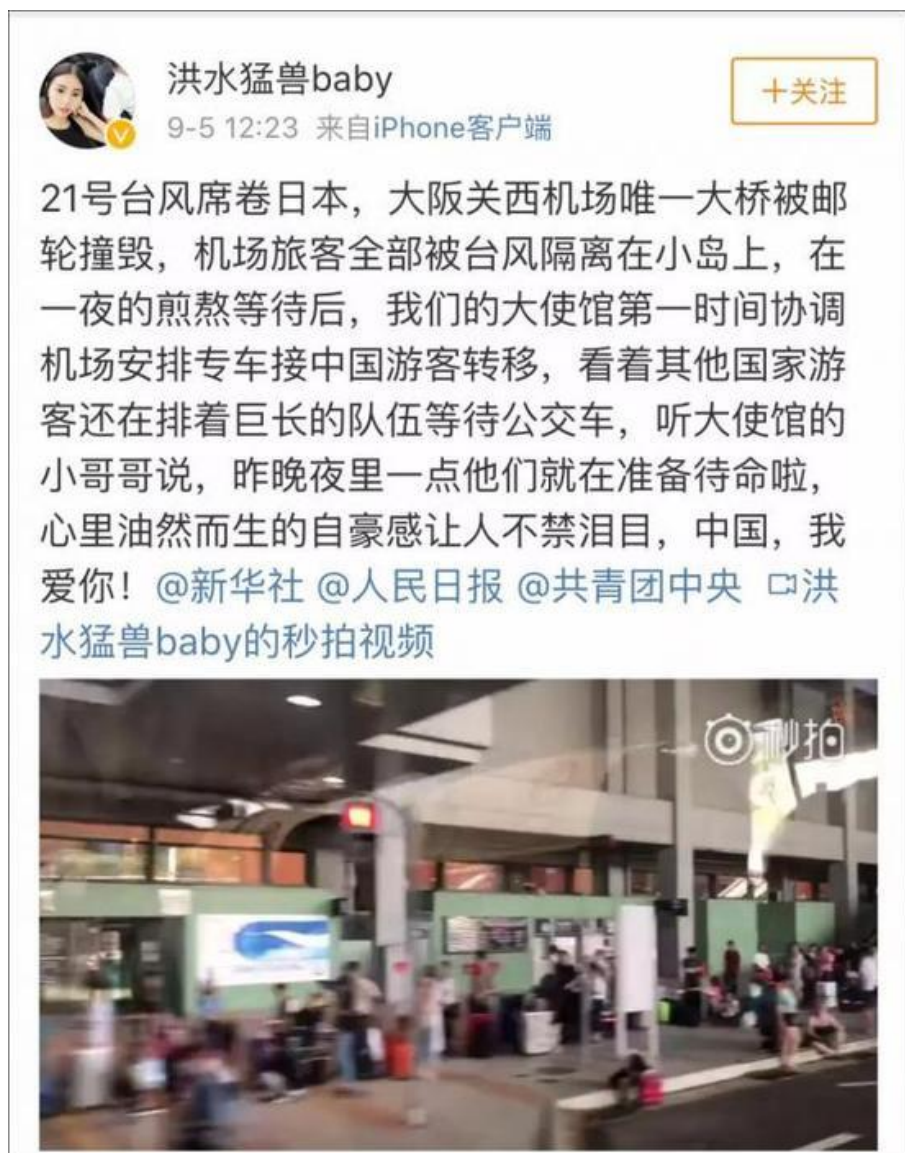 洪水猛兽baby
十关注
9-5 12:23 来自iPhone客户端
21号台风席卷日本，大阪关西机场唯一大桥被邮
轮撞毁，机场旅客全部被台风隔离在小岛上，在
一夜的煎熬等待后，我们的大使馆第一时间协调
机场安排专车接中国游客转移，看着其他国家游
客还在排着巨长的队伍等待公交车，听大使馆的
小哥哥说，昨晚夜里一点他们就在准备待命啦，
心里油然而生的自豪感让人不禁泪目，中国，我
爱你！@新华社 @人民日报 @共青团中央 洪
水猛兽baby的秒拍视频
秒拍